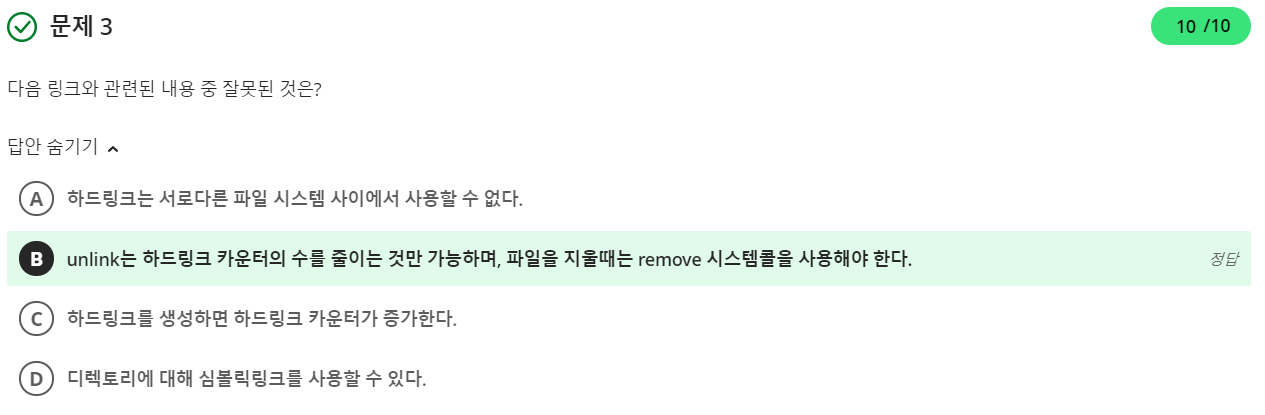 문제 3
10 /10
다음 링크와 관련된 내용 중 잘못된 것은?
답안 숨기기
A 하드링크는 서로다른 파일 시스템 사이에서 사용할 수 없다.
B unlink는 하드링크 카운터의 수를 줄이는 것만 가능하며, 파일을 지울때는 remove 시스템콜을 사용해야 한다. 정답
C 하드링크를 생성하면 하드링크 카운터가 증가한다.
D 디렉토리에 대해 심볼릭링크를 사용할 수 있다.